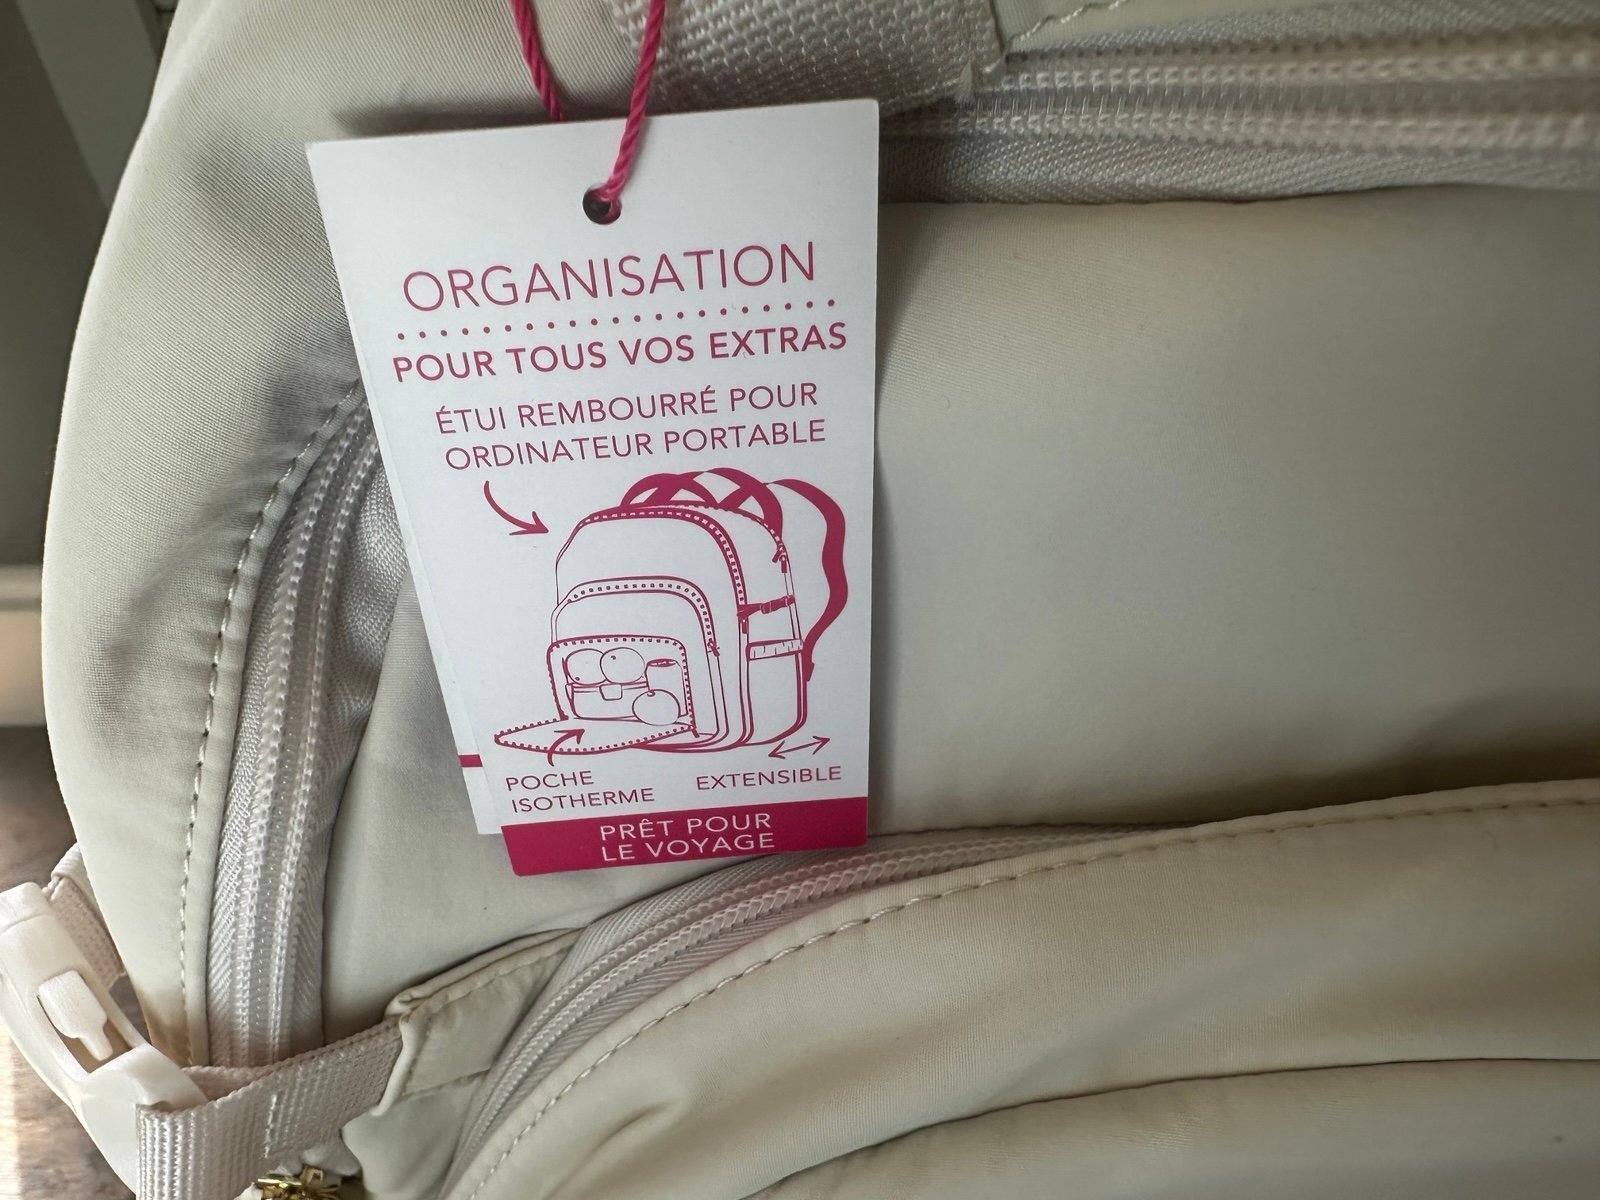 ORGANISATION
POUR TOUS VOS EXTRAS
ÉTUI REMBOURRÉ POUR
ORDINATEUR PORTABLE
POCHE
ISOTHERME
EXTENSIBLE
PRÊT POUR
LE VOYAGE